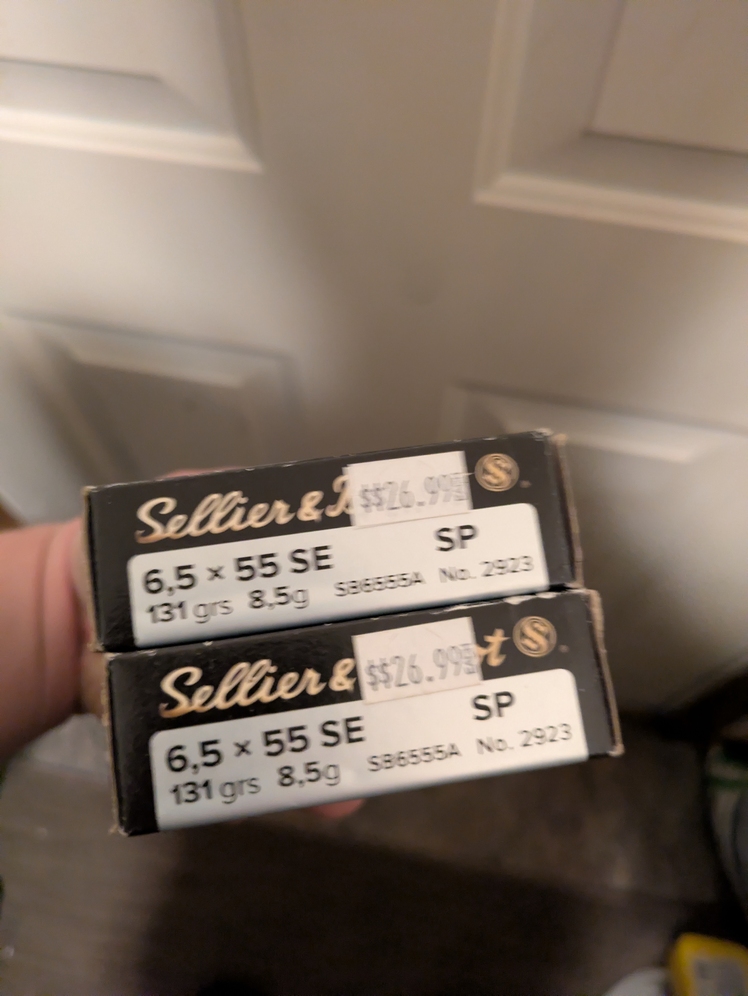 Sellier & $$26.99 S
6,5 × 55 SE SP
131 grs 8,5g SB6555A No. 2923
Sellier & $$26.99 S
6,5 × 55 SE SP
131 grs 8,5g SB6555A No. 2923